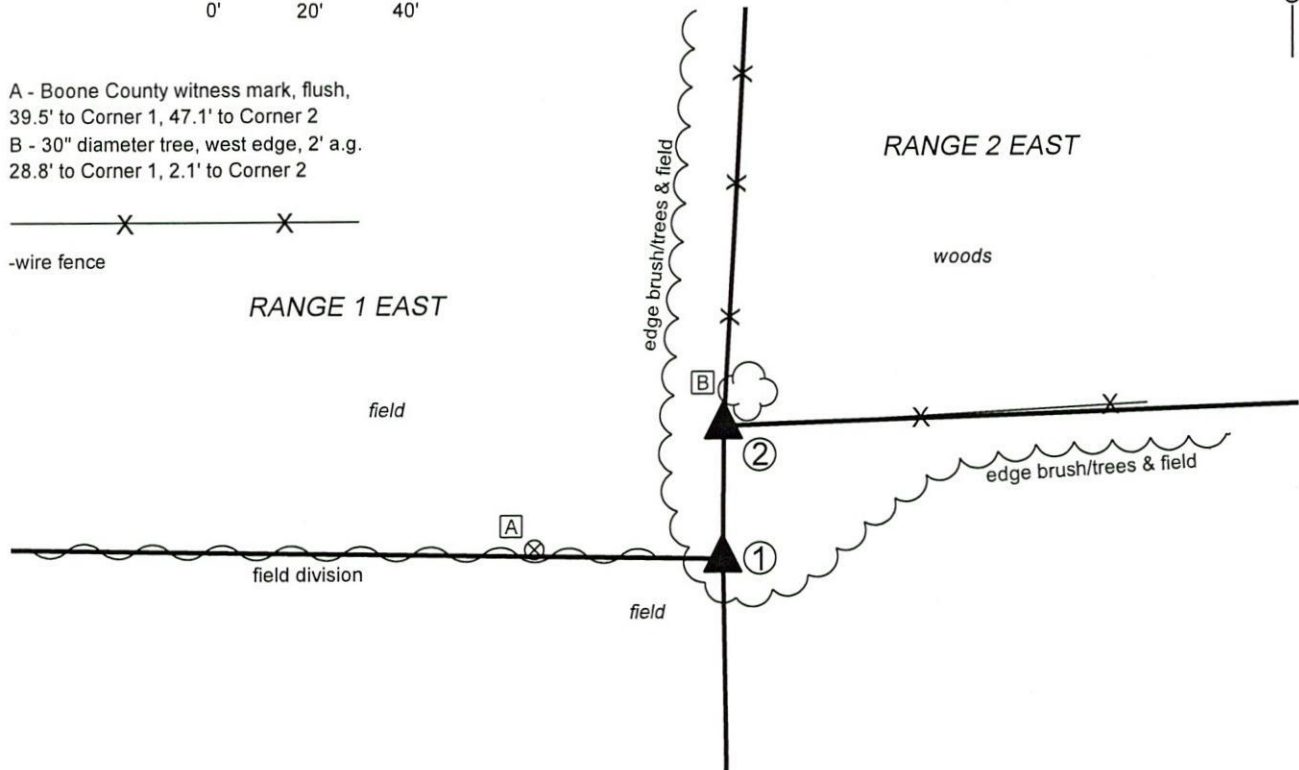 0' 20' 40'
A - Boone County witness mark, flush,
39.5' to Corner 1, 47.1' to Corner 2
B - 30" diameter tree, west edge, 2' a.g.
28.8' to Corner 1, 2.1' to Corner 2
X X
-wire fence
RANGE 1 EAST
RANGE 2 EAST
edge brush/trees & field
woods
field
B
2
edge brush/trees & field
A
1
field division
field